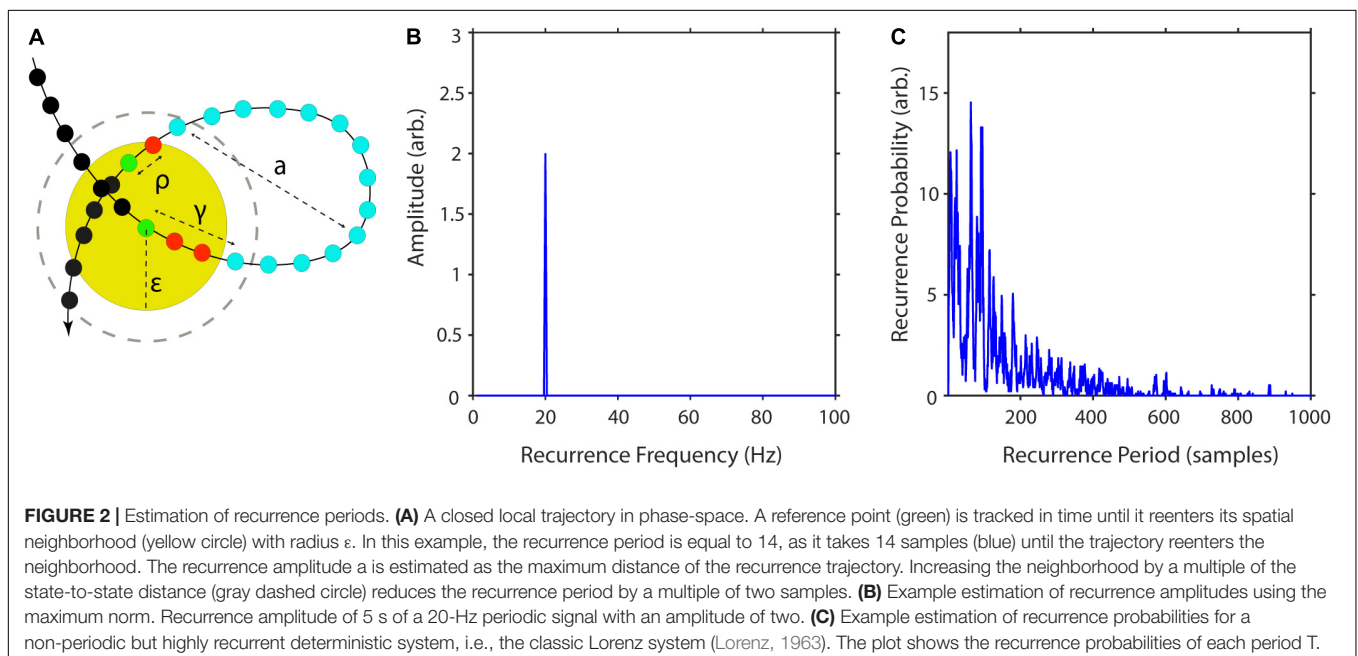 A
ρ
a
γ
ε
B
3
2.5
2
1.5
1
0.5
0
Amplitude (arb.)
0 20 40 60 80 100
Recurrence Frequency (Hz)
C
15
10
5
0
Recurrence Probability (arb.)
200 400 600 800 1000
Recurrence Period (samples)
FIGURE 2 | Estimation of recurrence periods. (A) A closed local trajectory in phase-space. A reference point (green) is tracked in time until it reenters its spatial
neighborhood (yellow circle) with radius ε. In this example, the recurrence period is equal to 14, as it takes 14 samples (blue) until the trajectory reenters the
neighborhood. The recurrence amplitude a is estimated as the maximum distance of the recurrence trajectory. Increasing the neighborhood by a multiple of the
state-to-state distance (gray dashed circle) reduces the recurrence period by a multiple of two samples. (B) Example estimation of recurrence amplitudes using the
maximum norm. Recurrence amplitude of 5 s of a 20-Hz periodic signal with an amplitude of two. (C) Example estimation of recurrence probabilities for a
non-periodic but highly recurrent deterministic system, i.e., the classic Lorenz system (Lorenz, 1963). The plot shows the recurrence probabilities of each period T.